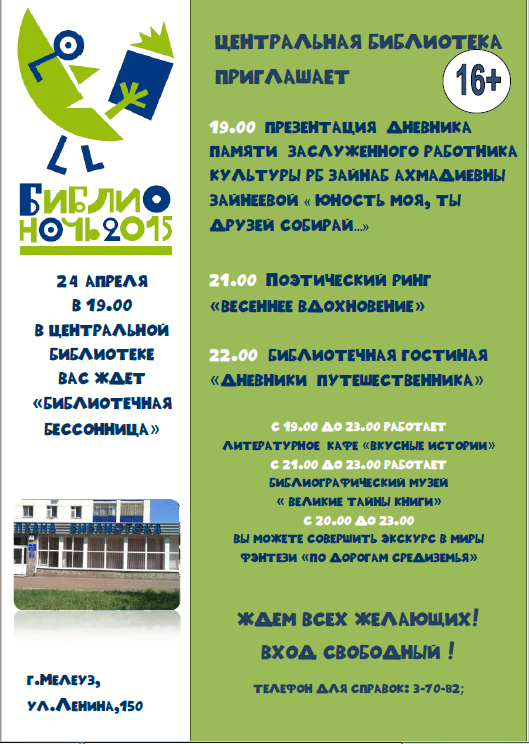 БИБЛИО
НОЧЬ2015
24 АПРЕЛЯ
В 19.00
В ЦЕНТРАЛЬНОЙ
БИБЛИОТЕКЕ
ВАС ЖДЕТ
«БИБЛИОТЕЧНАЯ
БЕССОННИЦА»
БИБЛИОТЕКА
г.Мелеуз,
ул.Ленина,150
ЦЕНТРАЛЬНАЯ БИБЛИОТЕКА
ПРИГЛАШАЕТ
16+
19.00 ПРЕЗЕНТАЦИЯ ДНЕВНИКА
ПАМЯТИ ЗАСЛУЖЕННОГО РАБОТНИКА
КУЛЬТУРЫ РБ ЗАЙНАБ АХМАДИЕВНЫ
ЗАЙНЕЕВОЙ « ЮНОСТЬ МОЯ, ТЫ
ДРУЗЕЙ СОБИРАЙ...»
21.00 ПОЭТИЧЕСКИЙ РИНГ
«ВЕСЕННЕЕ ВДОХНОВЕНИЕ»
22.00 БИБЛИОТЕЧНАЯ ГОСТИНАЯ
«ДНЕВНИКИ ПУТЕШЕСТВЕННИКА»
С 19.00 ДО 23.00 РАБОТАЕТ
ЛИТЕРАТУРНОЕ КАФЕ «ВКУСНЫЕ ИСТОРИИ»
С 21.00 ДО 23.00 РАБОТАЕТ
БИБЛИОГРАФИЧЕСКИЙ МУЗЕЙ
« ВЕЛИКИЕ ТАЙНЫ КНИГИ»
С 20.00 ДО 23.00
ВЫ МОЖЕТЕ СОВЕРШИТЬ ЭКСКУРС В МИРЫ
ФЭНТЕЗИ «ПО ДОРОГАМ СРЕДИЗЕМЬЯ»
ЖДЕМ ВСЕХ ЖЕЛАЮЩИХ!
ВХОД СВОБОДНЫЙ !
ТЕЛЕФОН ДЛЯ СПРАВОК: 3-70-82;